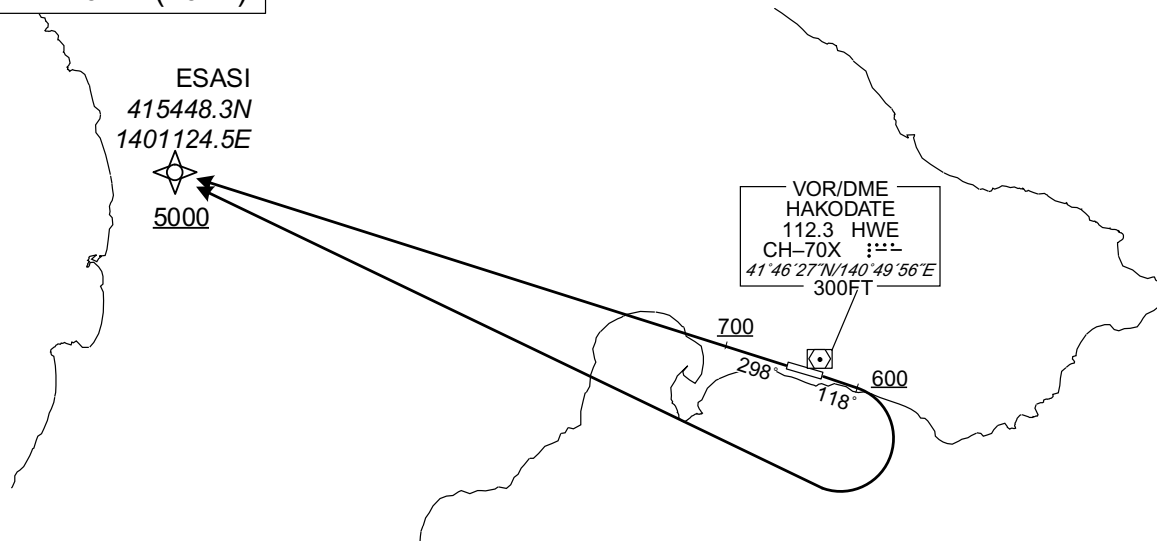 ESASI
415448.3N
1401124.5E
5000
VOR/DME
HAKODATE
112.3 HWE
CH–70X
41°46′27″N/140°49′56″E
300FT
700
298°
118°
600